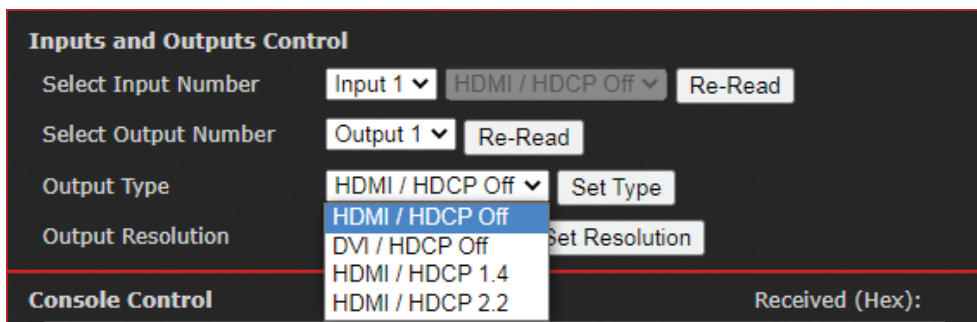 Inputs and Outputs Control
Select Input Number Input 1 HDMI / HDCP Off Re-Read
Select Output Number Output 1 Re-Read
Output Type HDMI / HDCP Off Set Type
HDMI / HDCP Off
Output Resolution DVI / HDCP Off Set Resolution
HDMI / HDCP 1.4
HDMI / HDCP 2.2
Console Control Received (Hex):